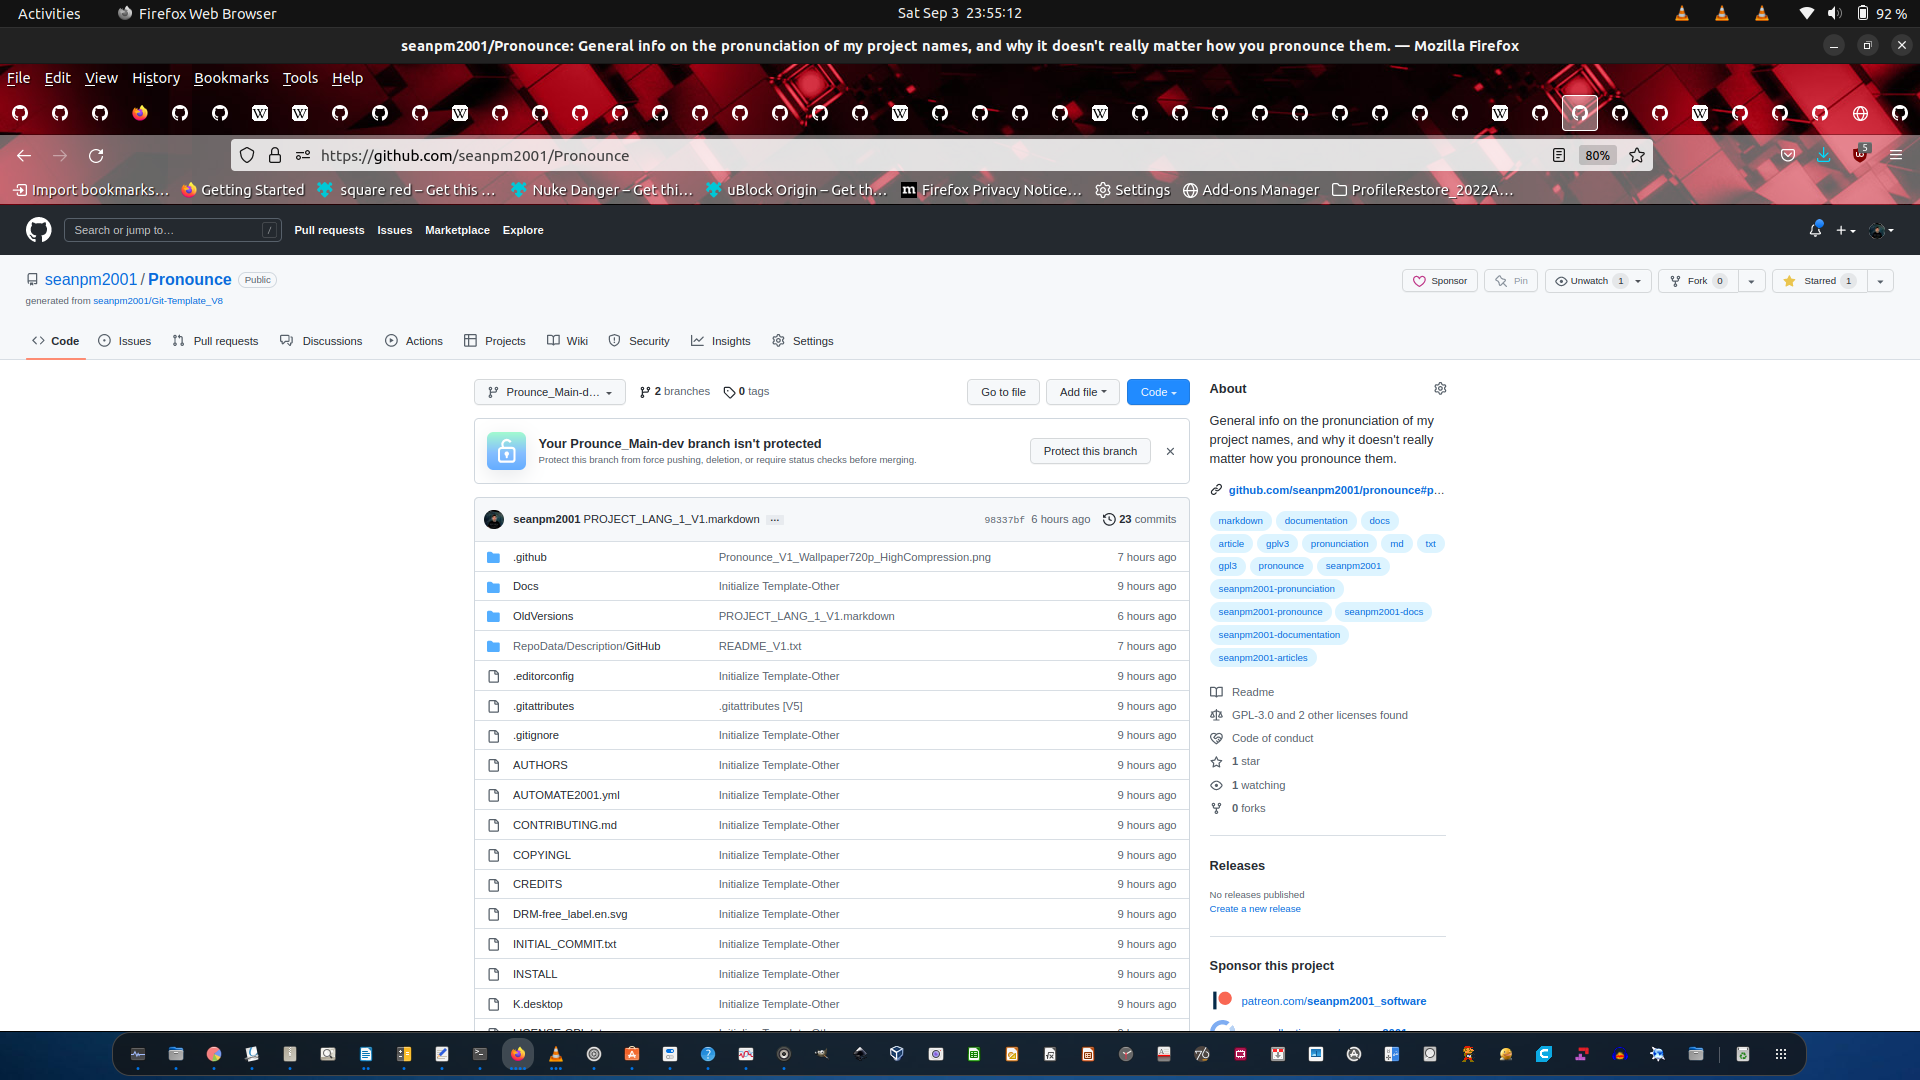 Activities
Firefox Web Browser
Sat Sep 3 23:55:12
92 %
seanpm2001/Pronounce: General info on the pronunciation of my project names, and why it doesn't really matter how you pronounce them. — Mozilla Firefox
File Edit View History Bookmarks Tools Help
https://github.com/seanpm2001/Pronounce
80%
5
Import bookmarks…
Getting Started
square red – Get this …
Nuke Danger – Get thi…
uBlock Origin – Get th…
Firefox Privacy Notice…
Settings
Add-ons Manager
ProfileRestore_2022A…
Search or jump to…
/
Pull requests
Issues
Marketplace
Explore
seanpm2001 / Pronounce
Public
generated from seanpm2001/Git-Template_V8
Sponsor
Pin
Unwatch 1
Fork 0
Starred 1
Code
Issues
Pull requests
Discussions
Actions
Projects
Wiki
Security
Insights
Settings
Prounce_Main-d…
2 branches
0 tags
Go to file
Add file
Code
Your Prounce_Main-dev branch isn't protected
Protect this branch from force pushing, deletion, or require status checks before merging.
Protect this branch
seanpm2001 PROJECT_LANG_1_V1.markdown …
98337bf 6 hours ago
23 commits
.github Pronounce_V1_Wallpaper720p_HighCompression.png 7 hours ago
Docs Initialize Template-Other 9 hours ago
OldVersions PROJECT_LANG_1_V1.markdown 6 hours ago
RepoData/Description/GitHub README_V1.txt 7 hours ago
.editorconfig Initialize Template-Other 9 hours ago
.gitattributes .gitattributes [V5] 9 hours ago
.gitignore Initialize Template-Other 9 hours ago
AUTHORS Initialize Template-Other 9 hours ago
AUTOMATE2001.yml Initialize Template-Other 9 hours ago
CONTRIBUTING.md Initialize Template-Other 9 hours ago
COPYINGL Initialize Template-Other 9 hours ago
CREDITS Initialize Template-Other 9 hours ago
DRM-free_label.en.svg Initialize Template-Other 9 hours ago
INITIAL_COMMIT.txt Initialize Template-Other 9 hours ago
INSTALL Initialize Template-Other 9 hours ago
K.desktop Initialize Template-Other 9 hours ago
About
General info on the pronunciation of my
project names, and why it doesn't really
matter how you pronounce them.
github.com/seanpm2001/pronounce#p…
markdown documentation docs
article gplv3 pronunciation md txt
gpl3 pronounce seanpm2001
seanpm2001-pronunciation
seanpm2001-pronounce seanpm2001-docs
seanpm2001-documentation
seanpm2001-articles
Readme
GPL-3.0 and 2 other licenses found
Code of conduct
1 star
1 watching
0 forks
Releases
No releases published
Create a new release
Sponsor this project
patreon.com/seanpm2001_software